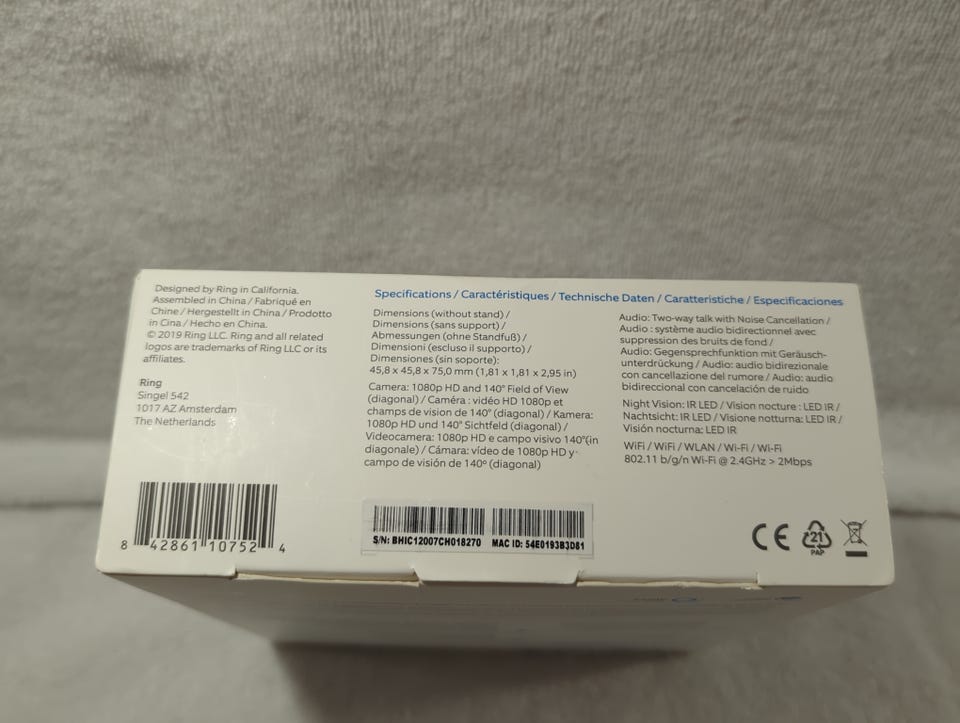 Designed by Ring in California.
Assembled in China / Fabriqué en
Chine / Hergestellt in China / Prodotto
in Cina / Hecho en China.
© 2019 Ring LLC. Ring and all related
logos are trademarks of Ring LLC or its
affiliates.
Ring
Singel 542
1017 AZ Amsterdam
The Netherlands
8 42861 10752 4
Specifications / Caractéristiques / Technische Daten / Caratteristiche / Especificaciones
Dimensions (without stand) /
Dimensions (sans support) /
Abmessungen (ohne Standfuß) /
Dimensioni (escluso il supporto) /
Dimensiones (sin soporte):
45,8 x 45,8 x 75,0 mm (1,81 x 1,81 x 2,95 in)
Camera: 1080p HD and 140° Field of View
(diagonal) / Caméra : vidéo HD 1080p et
champs de vision de 140° (diagonal) / Kamera:
1080p HD und 140° Sichtfeld (diagonal) /
Videocamera: 1080p HD e campo visivo 140°(in
diagonale) / Cámara: vídeo de 1080p HD y
campo de visión de 140º (diagonal)
S/N: BHIC12007CH018270 MAC ID: 54E0193B3D81
Audio: Two-way talk with Noise Cancellation /
Audio : système audio bidirectionnel avec
suppression des bruits de fond /
Audio: Gegensprechfunktion mit Geräusch-
unterdrückung / Audio: audio bidirezionale
con cancellazione del rumore / Audio: audio
bidireccional con cancelación de ruido
Night Vision: IR LED / Vision nocture : LED IR /
Nachtsicht: IR LED / Visione notturna: LED IR /
Visión nocturna: LED IR
WiFi / WiFi / WLAN / Wi-Fi / Wi-Fi
802.11 b/g/n Wi-Fi @ 2.4GHz > 2Mbps
CE
21
PAP